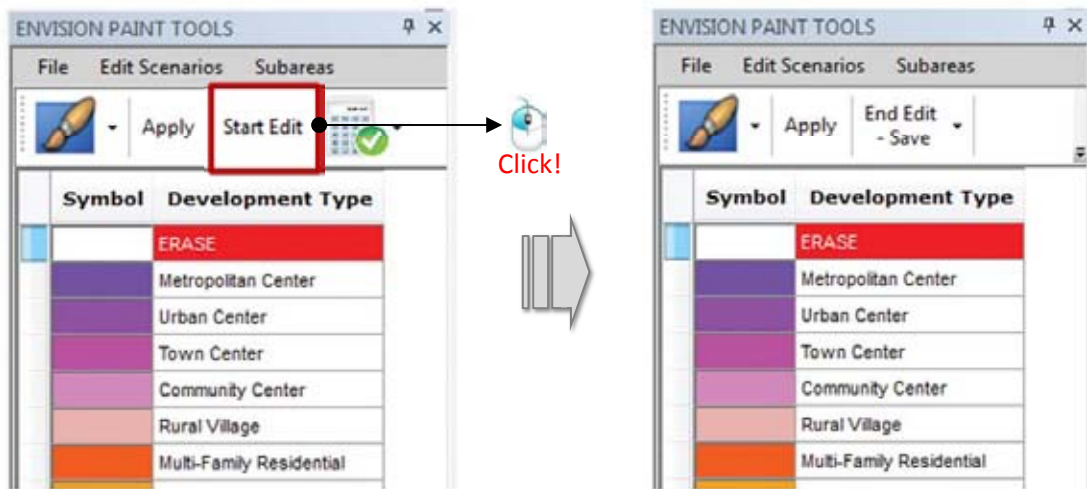 ENVISION PAINT TOOLS
File Edit Scenarios Subareas
Apply Start Edit
Click!
Symbol Development Type
ERASE
Metropolitan Center
Urban Center
Town Center
Community Center
Rural Village
Multi-Family Residential
ENVISION PAINT TOOLS
File Edit Scenarios Subareas
Apply End Edit
- Save
Symbol Development Type
ERASE
Metropolitan Center
Urban Center
Town Center
Community Center
Rural Village
Multi-Family Residential